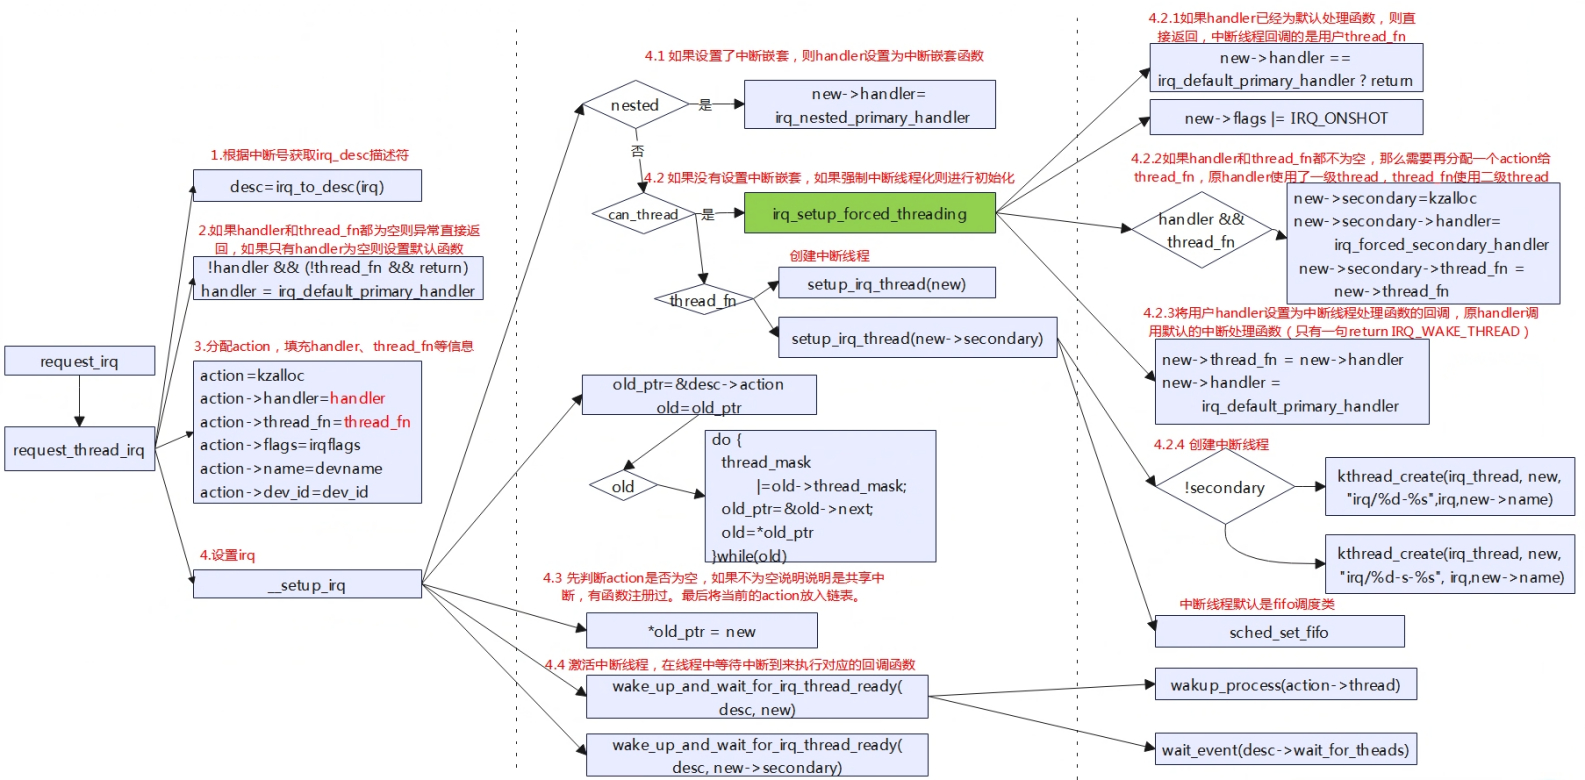 request_irq
request_thread_irq
1.根据中断号获取irq_desc描述符
desc=irq_to_desc(irq)
2.如果handler和thread_fn都为空则异常直接返
回，如果只有handler为空则设置默认函数
!handler && (!thread_fn && return)
handler = irq_default_primary_handler
3.分配action，填充handler、thread_fn等信息
action=kzalloc
action->handler=handler
action->thread_fn=thread_fn
action->flags=irqflags
action->name=devname
action->dev_id=dev_id
4.设置irq
__setup_irq
4.1 如果设置了中断嵌套，则handler设置为中断嵌套函数
nested
是
new->handler=
irq_nested_primary_handler
否
4.2 如果没有设置中断嵌套，如果强制中断线程化则进行初始化
can_thread
是
irq_setup_forced_threading
创建中断线程
thread_fn
setup_irq_thread(new)
setup_irq_thread(new->secondary)
old_ptr=&desc->action
old=old_ptr
old
do {
thread_mask
|=old->thread_mask;
old_ptr=&old->next;
old=*old_ptr
}while(old)
4.3 先判断action是否为空，如果不为空说明说明是共享中
断，有函数注册过。最后将当前的action放入链表。
*old_ptr = new
4.4 激活中断线程，在线程中等待中断到来执行对应的回调函数
wake_up_and_wait_for_irq_thread_ready(
desc, new)
wake_up_and_wait_for_irq_thread_ready(
desc, new->secondary)
4.2.1如果handler已经为默认处理函数，则直
接返回，中断线程回调的是用户thread_fn
new->handler ==
irq_default_primary_handler ? return
new->flags |= IRQ_ONSHOT
4.2.2如果handler和thread_fn都不为空，那么需要再分配一个action给
thread_fn，原handler使用了一级thread，thread_fn使用二级thread
handler &&
thread_fn
new->secondary=kzalloc
new->secondary->handler=
irq_forced_secondary_handler
new->secondary->thread_fn =
new->thread_fn
4.2.3将用户handler设置为中断线程处理函数的回调，原handler调
用默认的中断处理函数（只有一句return IRQ_WAKE_THREAD）
new->thread_fn = new->handler
new->handler =
irq_default_primary_handler
4.2.4 创建中断线程
!secondary
kthread_create(irq_thread, new,
"irq/%d-%s",irq,new->name)
kthread_create(irq_thread, new,
"irq/%d-s-%s", irq,new->name)
中断线程默认是fifo调度类
sched_set_fifo
wakup_process(action->thread)
wait_event(desc->wait_for_theads)